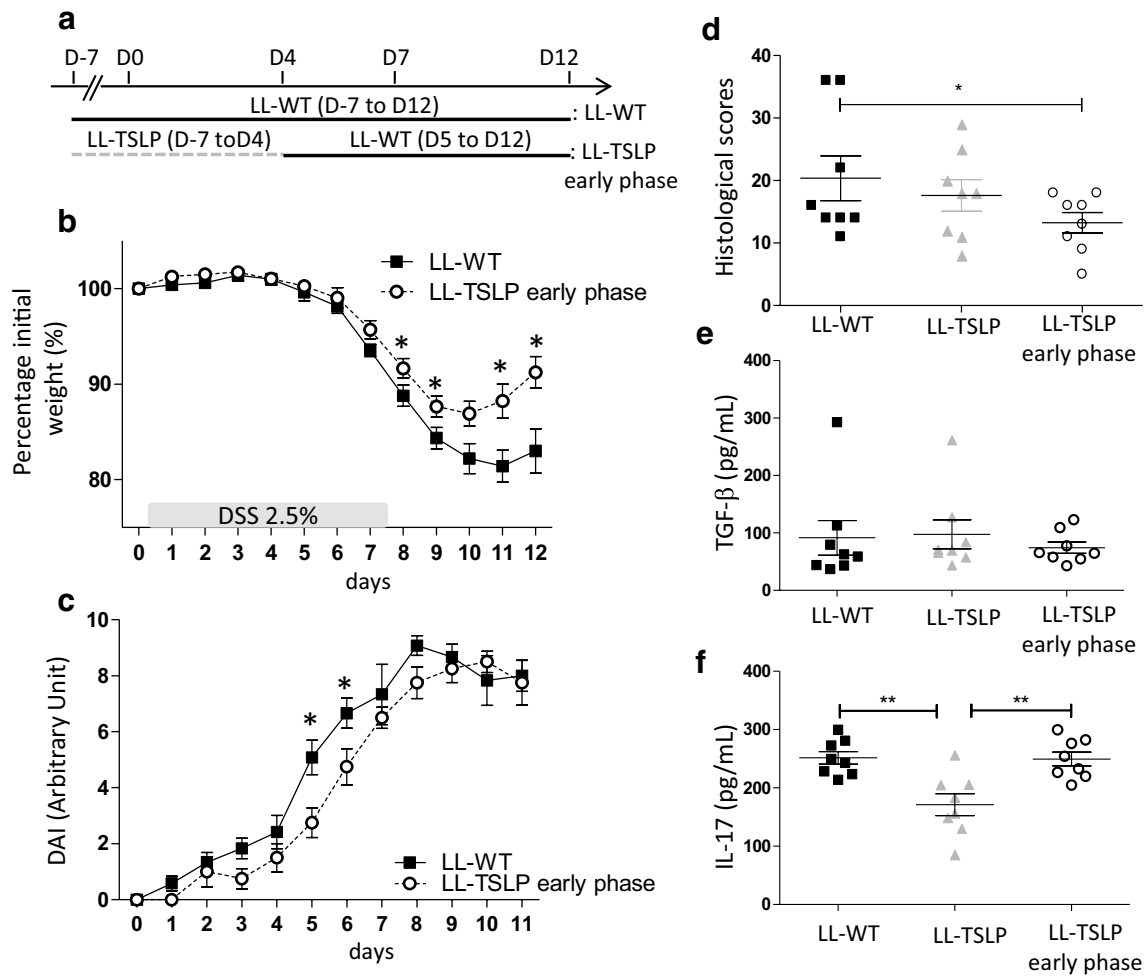 a
D-7 D0 D4 D7 D12
LL-WT (D-7 to D12)
: LL-WT
LL-TSLP (D-7 toD4)
LL-WT (D5 to D12)
: LL-TSLP
early phase
b
Percentage initial
weight (%)
100
90
80
LL-WT
LL-TSLP early phase
* * * *
DSS 2.5%
0 1 2 3 4 5 6 7 8 9 10 11 12
days
c
DAI (Arbitrary Unit)
10
8
6
4
2
0
* *
LL-WT
LL-TSLP early phase
0 1 2 3 4 5 6 7 8 9 10 11
days
d
Histological scores
40
30
20
10
0
*
LL-WT LL-TSLP LL-TSLP
early phase
e
TGF-β (pg/mL)
400
300
200
100
0
LL-WT LL-TSLP LL-TSLP
early phase
f
IL-17 (pg/mL)
400
300
200
100
0
** **
LL-WT LL-TSLP LL-TSLP
early phase